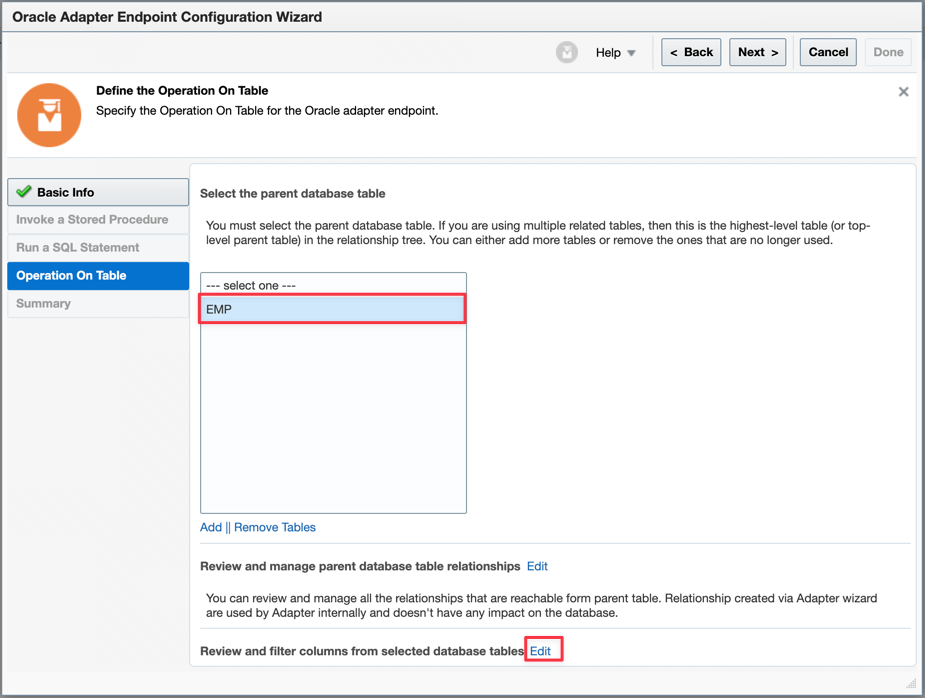 Oracle Adapter Endpoint Configuration Wizard
Help
< Back
Next >
Cancel
Done
Define the Operation On Table
Specify the Operation On Table for the Oracle adapter endpoint.
Basic Info
Invoke a Stored Procedure
Run a SQL Statement
Operation On Table
Summary
Select the parent database table
You must select the parent database table. If you are using multiple related tables, then this is the highest-level table (or top-
level parent table) in the relationship tree. You can either add more tables or remove the ones that are no longer used.
--- select one ---
EMP
Add || Remove Tables
Review and manage parent database table relationships Edit
You can review and manage all the relationships that are reachable form parent table. Relationship created via Adapter wizard
are used by Adapter internally and doesn't have any impact on the database.
Review and filter columns from selected database tables Edit